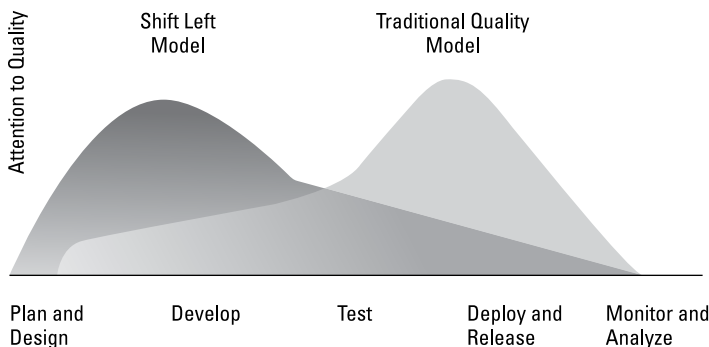 Attention to Quality
Shift Left
Model
Traditional Quality
Model
Plan and
Design
Develop
Test
Deploy and
Release
Monitor and
Analyze